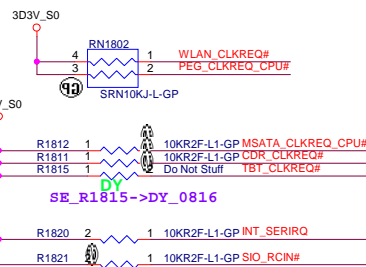 3D3V_S0
RN1802
4 1 WLAN_CLKREQ#
3 2 PEG_CLKREQ_CPU#
SRN10KJ-L-GP
V_S0
R1812 1 10KR2F-L1-GP MSATA_CLKREQ_CPU#
R1811 1 10KR2F-L1-GP CDR_CLKREQ#
R1815 1 2 Do Not Stuff TBT_CLKREQ#
DY
SE_R1815->DY_0816
R1820 2 1 10KR2F-L1-GP INT_SERIRQ
R1821 1 10KR2F-L1-GP SIO_RCIN#